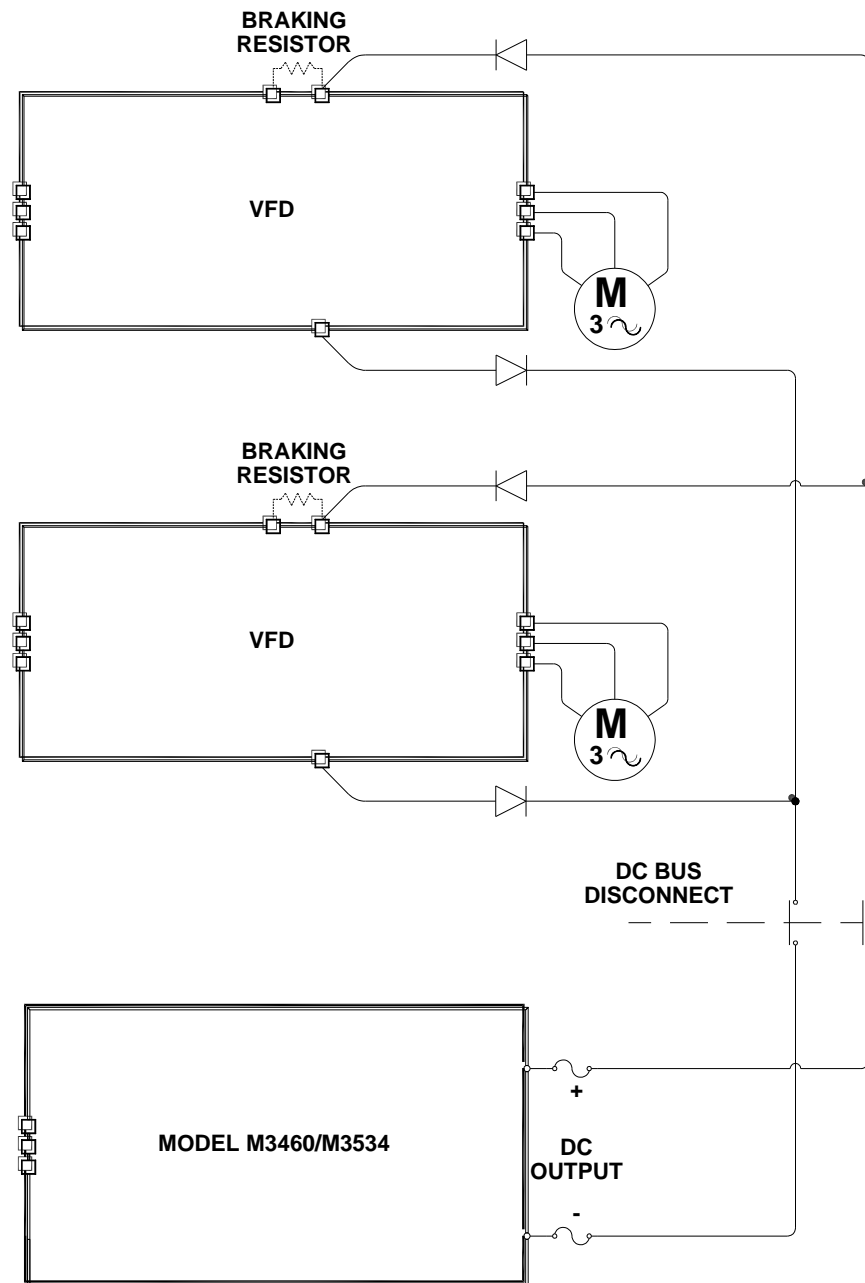 BRAKING
RESISTOR
VFD
M
3
BRAKING
RESISTOR
VFD
M
3
DC BUS
DISCONNECT
+
MODEL M3460/M3534
DC
OUTPUT
-